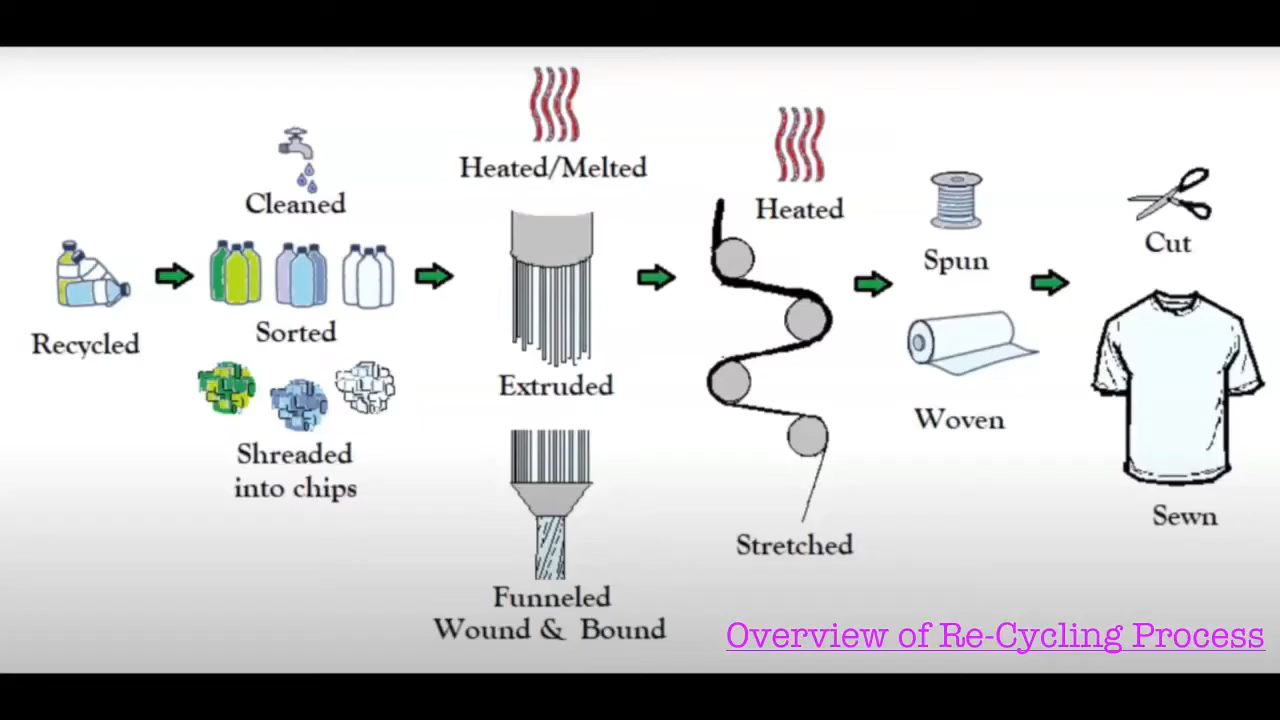 Recycled
Cleaned
Sorted
Shreaded
into chips
Heated/Melted
Extruded
Funneled
Wound & Bound
Heated
Stretched
Spun
Woven
Cut
Sewn
Overview of Re-Cycling Process